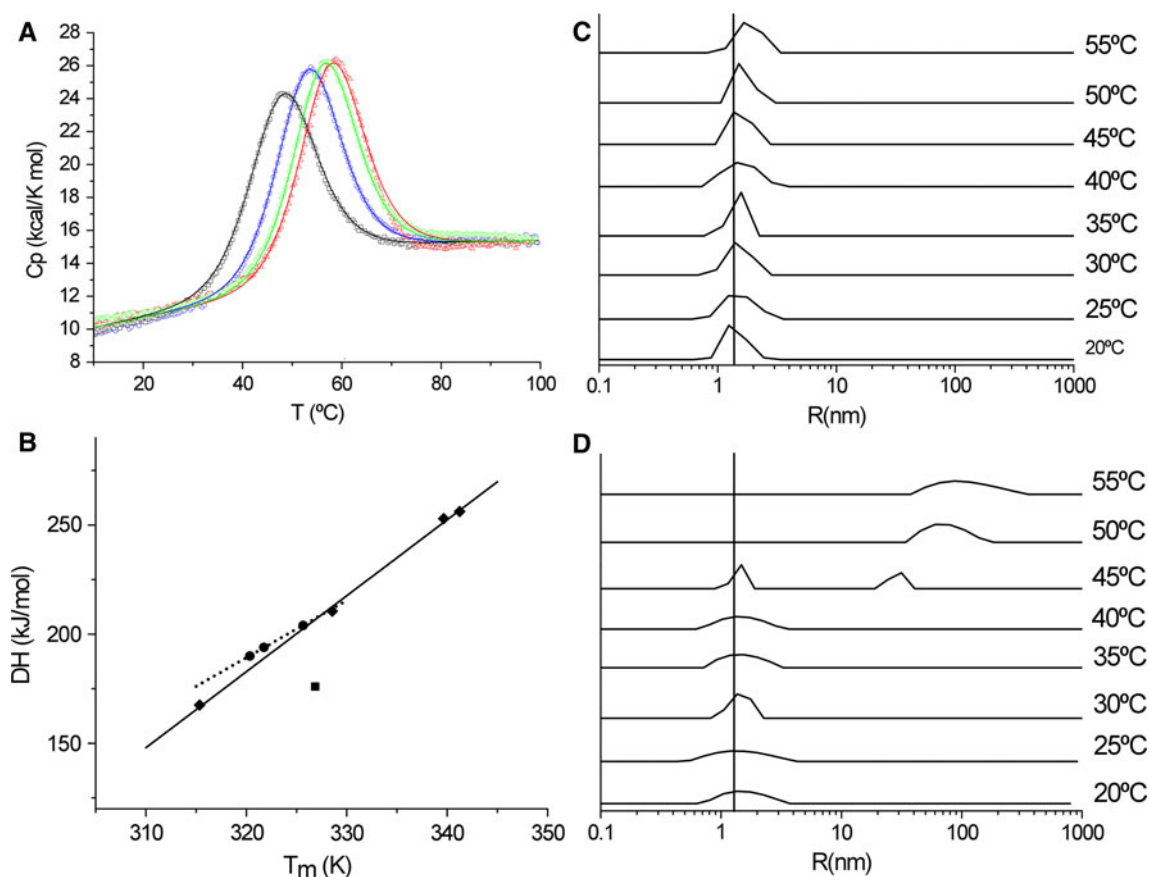 A
Cp (kcal/K mol)
28
26
24
22
20
18
16
14
12
10
8
20 40 60 80 100
T (ºC)
B
DH (kJ/mol)
250
200
150
310 320 330 340 350
Tm (K)
C
55ºC
50ºC
45ºC
40ºC
35ºC
30ºC
25ºC
20ºC
0.1 1 10 100 1000
R(nm)
D
55ºC
50ºC
45ºC
40ºC
35ºC
30ºC
25ºC
20ºC
0.1 1 10 100 1000
R(nm)